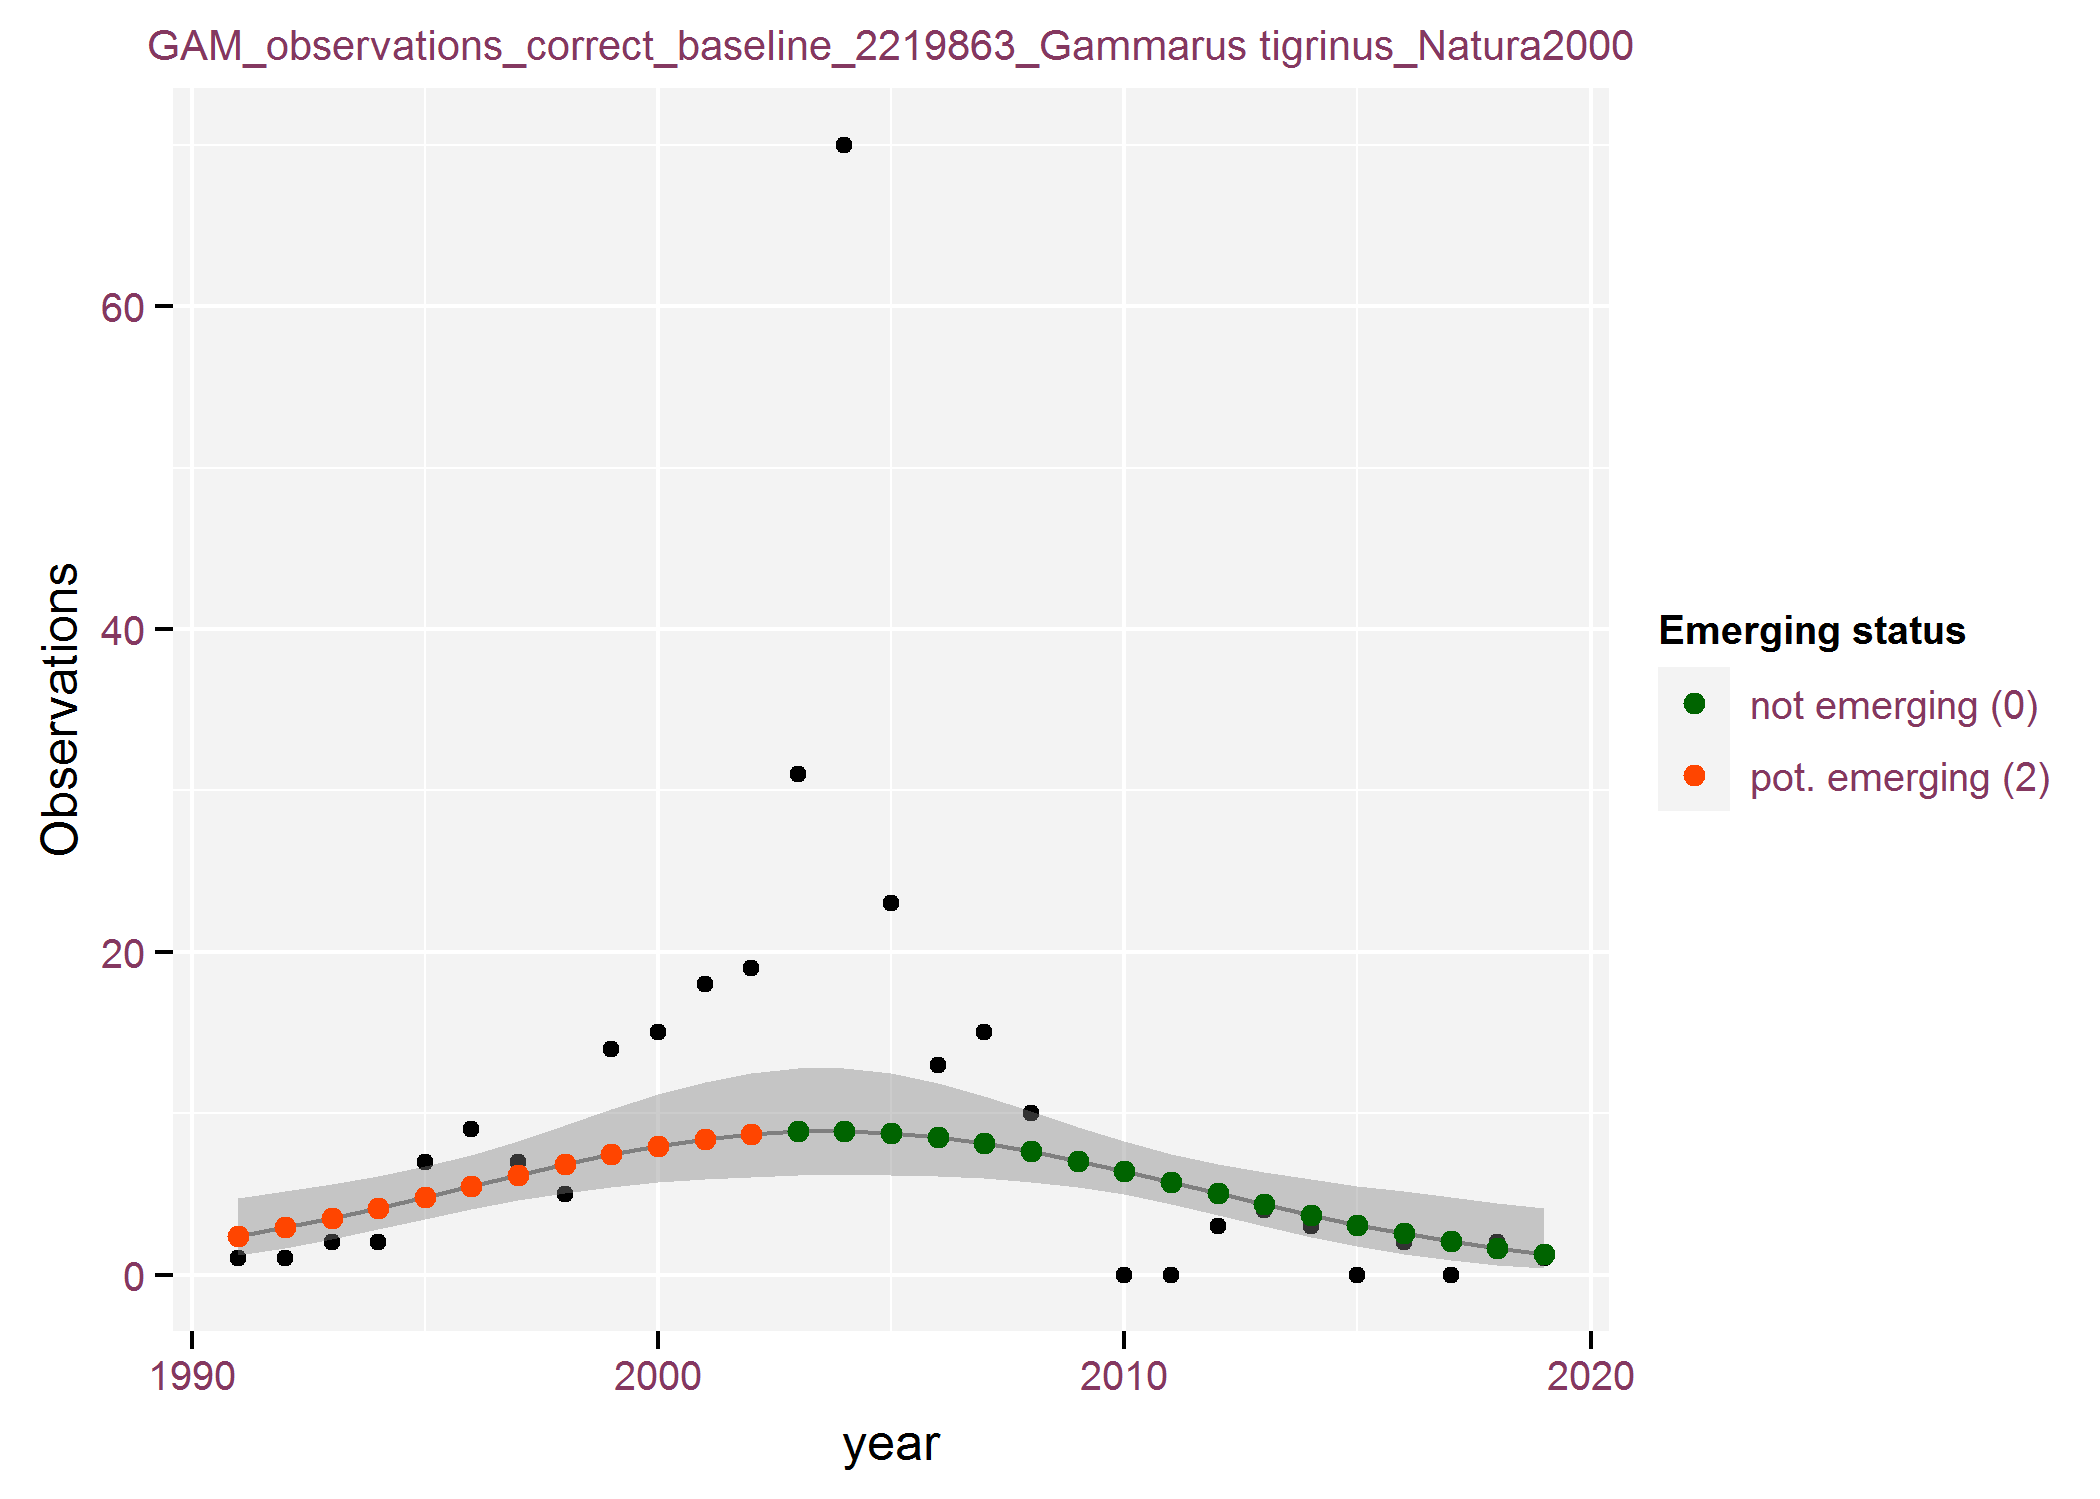 GAM_observations_correct_baseline_2219863_Gammarus tigrinus_Natura2000
Observations
60
40
20
0
1990
2000
2010
2020
year
Emerging status
not emerging (0)
pot. emerging (2)